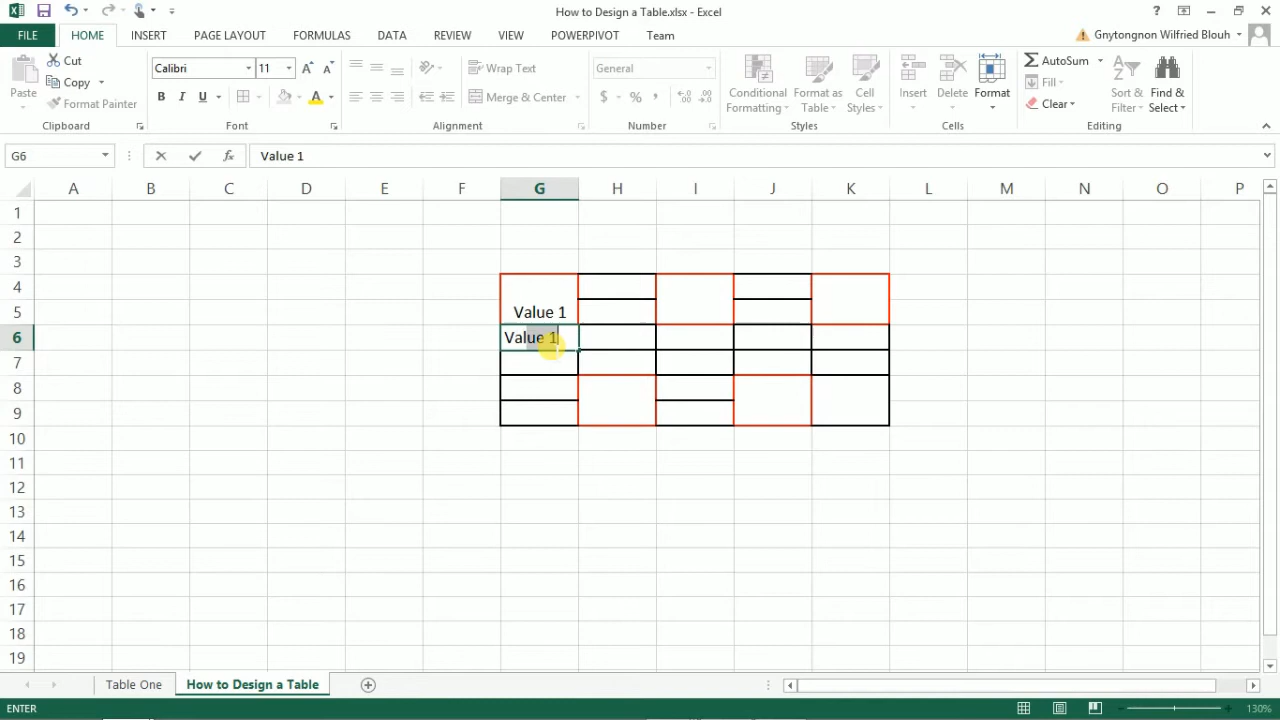 How to Design a Table.xlsx - Excel
?
FILE HOME INSERT PAGE LAYOUT FORMULAS DATA REVIEW VIEW POWERPIVOT Team Gnytongnon Wilfried Blouh
Paste Cut Copy Format Painter
Calibri 11 A A
B I U A
Wrap Text
Merge & Center
General
$ % , .00
Conditional Formatting Format as Table Cell Styles
Insert Delete Format
AutoSum Fill Clear
Sort & Filter Find & Select
Clipboard Font Alignment Number Styles Cells Editing
G6 fx Value 1
A B C D E F G H I J K L M N O P
1
2
3
4
5 Value 1
6 Value 1
7
8
9
10
11
12
13
14
15
16
17
18
19
Table One How to Design a Table
ENTER 130%